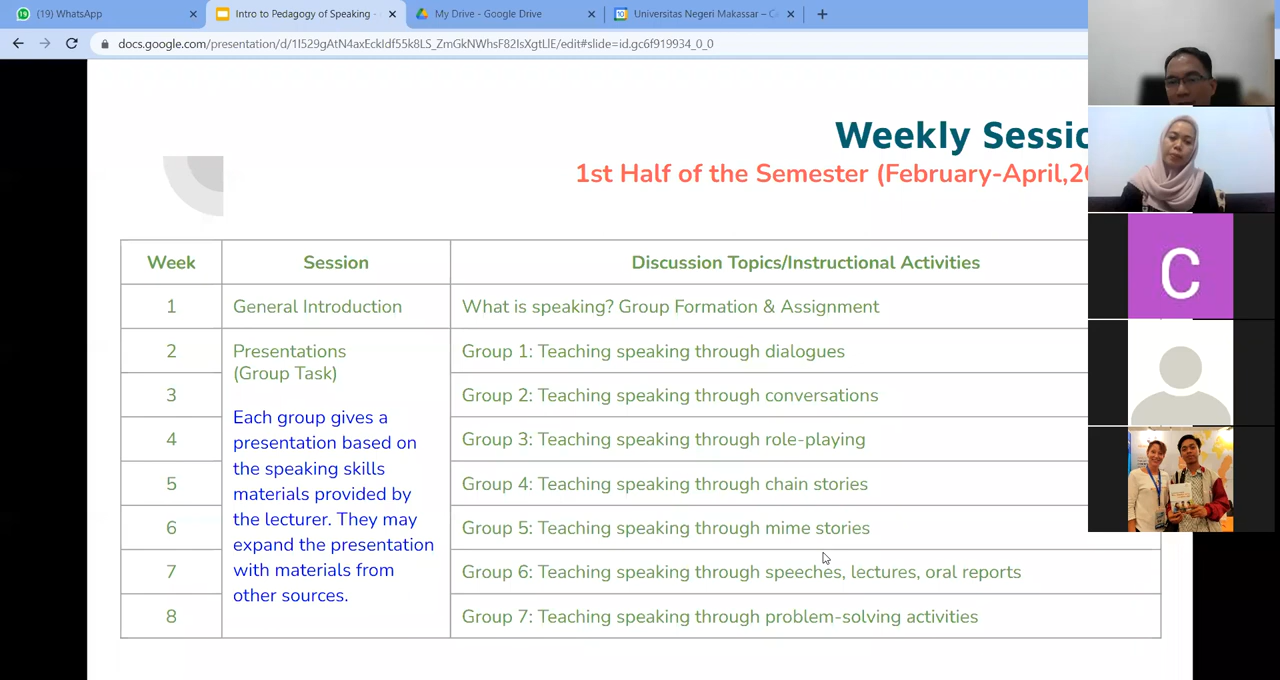 (19) WhatsApp
Intro to Pedagogy of Speaking -
My Drive - Google Drive
Universitas Negeri Makassar –
docs.google.com/presentation/d/1I529gAtN4axEckIdf55k8LS_ZmGkNWhsF82IsXgtLlE/edit#slide=id.gc6f919934_0_0
Weekly Sessio
1st Half of the Semester (February-April,20
Week Session Discussion Topics/Instructional Activities
1 General Introduction What is speaking? Group Formation & Assignment
2 Presentations Group 1: Teaching speaking through dialogues
(Group Task)
3 Group 2: Teaching speaking through conversations
Each group gives a
presentation based on
4 Group 3: Teaching speaking through role-playing
the speaking skills
5 Group 4: Teaching speaking through chain stories
materials provided by
the lecturer. They may
6 Group 5: Teaching speaking through mime stories
expand the presentation
7 with materials from Group 6: Teaching speaking through speeches, lectures, oral reports
other sources.
8 Group 7: Teaching speaking through problem-solving activities
C